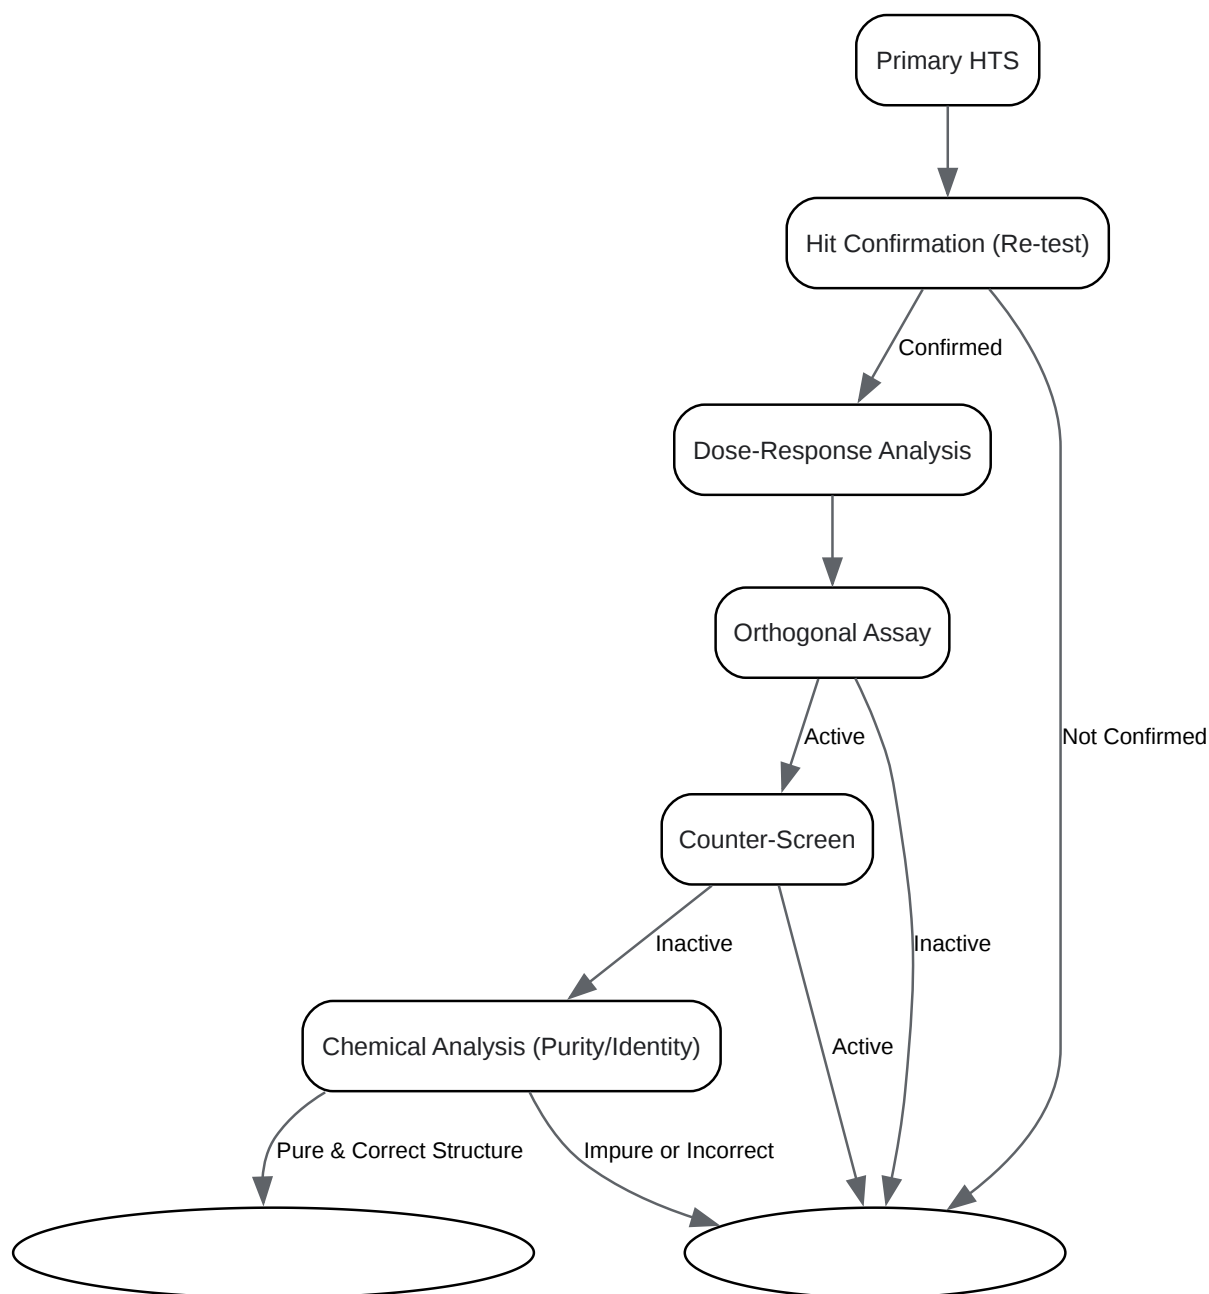 Primary HTS
Hit Confirmation (Re-test)
Confirmed
Dose-Response Analysis
Orthogonal Assay
Active
Not Confirmed
Counter-Screen
Inactive
Inactive
Chemical Analysis (Purity/Identity)
Active
Pure & Correct Structure
Impure or Incorrect